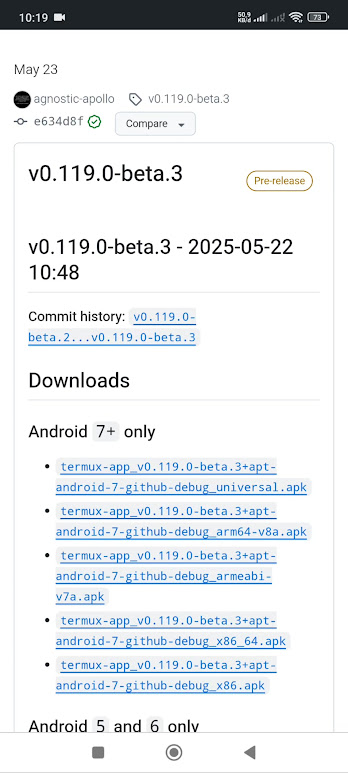 10:19
50,9 KB/s
73
May 23
agnostic-apollo v0.119.0-beta.3
e634d8f Compare
v0.119.0-beta.3
Pre-release
v0.119.0-beta.3 - 2025-05-22
10:48
Commit history: v0.119.0-
beta.2...v0.119.0-beta.3
Downloads
Android 7+ only
termux-app_v0.119.0-beta.3+apt-
android-7-github-debug_universal.apk
termux-app_v0.119.0-beta.3+apt-
android-7-github-debug_arm64-v8a.apk
termux-app_v0.119.0-beta.3+apt-
android-7-github-debug_armeabi-
v7a.apk
termux-app_v0.119.0-beta.3+apt-
android-7-github-debug_x86_64.apk
termux-app_v0.119.0-beta.3+apt-
android-7-github-debug_x86.apk
Android 5 and 6 only